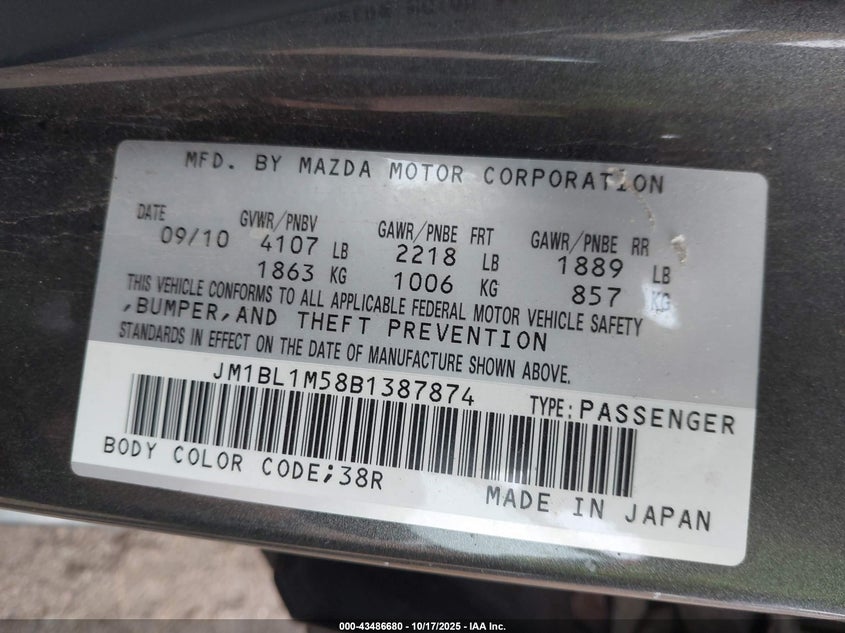 MFD. BY MAZDA MOTOR CORPORATION
DATE GVWR/PNBV GAWR/PNBE FRT GAWR/PNBE RR
09/10 4107 LB 2218 LB 1889 LB
1863 KG 1006 KG 857 KG
THIS VEHICLE CONFORMS TO ALL APPLICABLE FEDERAL MOTOR VEHICLE SAFETY
,BUMPER,AND THEFT PREVENTION
STANDARDS IN EFFECT ON THE DATE OF MANUFACTURE SHOWN ABOVE.
JM1BL1M58B1387874 TYPE:PASSENGER
BODY COLOR CODE;38R MADE IN JAPAN
000-43486680 - 10/17/2025 - IAA Inc.